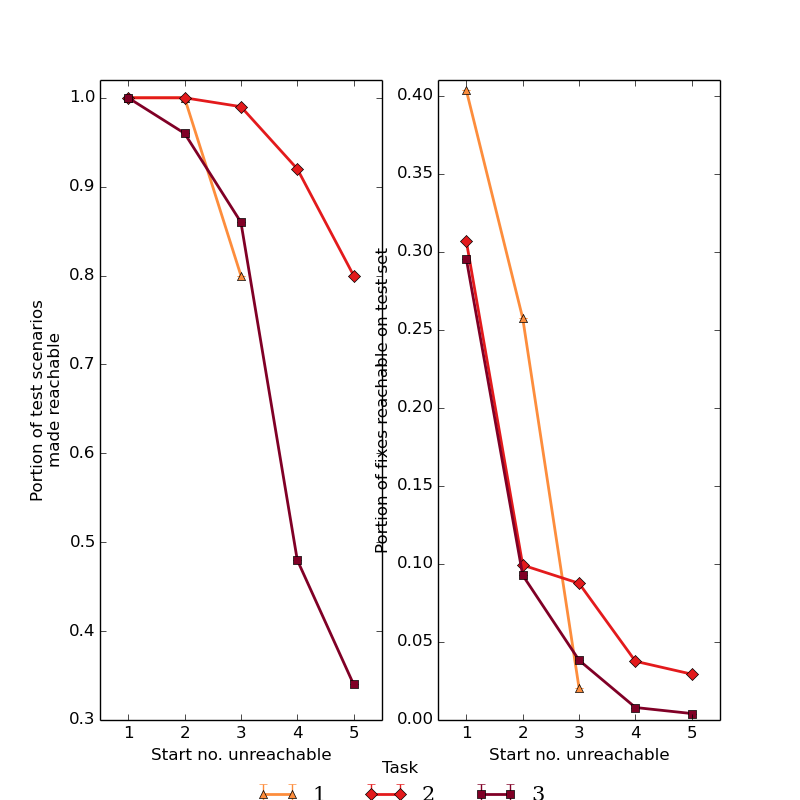 1.0
0.9
0.8
0.7
0.6
0.5
0.4
0.3
Portion of test scenarios
made reachable
1 2 3 4 5
Start no. unreachable
0.40
0.35
0.30
0.25
0.20
0.15
0.10
0.05
0.00
Portion of fixes reachable on test set
1 2 3 4 5
Start no. unreachable
Task
1 2 3